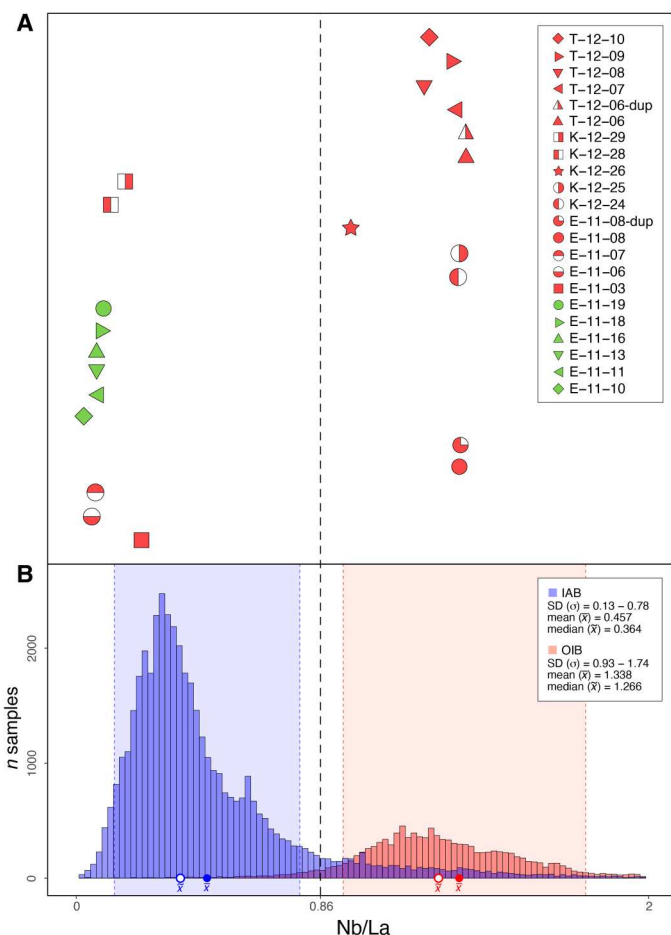 A
T−12−10
T−12−09
T−12−08
T−12−07
T−12−06−dup
T−12−06
K−12−29
K−12−28
K−12−26
K−12−25
K−12−24
E−11−08−dup
E−11−08
E−11−07
E−11−06
E−11−03
E−11−19
E−11−18
E−11−16
E−11−13
E−11−11
E−11−10
B
IAB
SD (σ) = 0.13 − 0.78
mean (x̅) = 0.457
median (x̃) = 0.364
OIB
SD (σ) = 0.93 − 1.74
mean (x̅) = 1.338
median (x̃) = 1.266
n samples
2000
1000
0
x̃ x̅ x̃ x̅
0 0.86 2
Nb/La